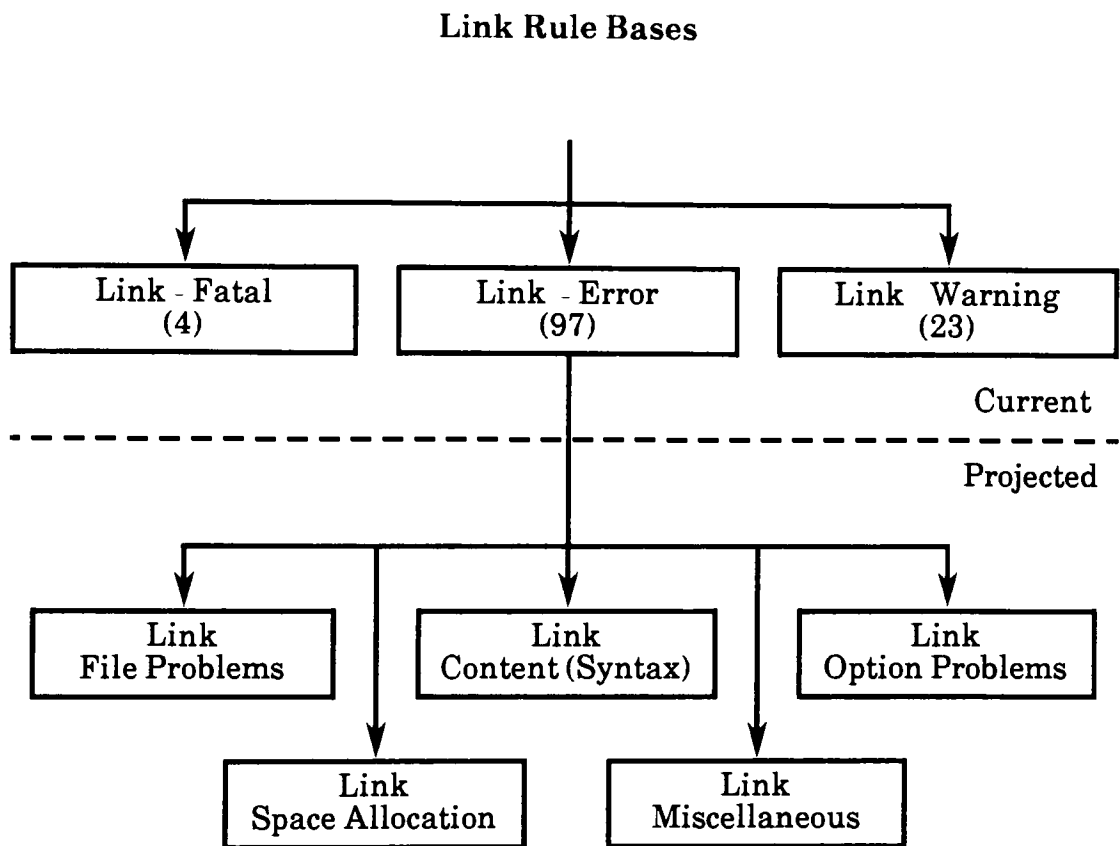 Link Rule Bases
Link - Fatal
(4)
Link - Error
(97)
Link Warning
(23)
Current
Projected
Link
File Problems
Link
Content (Syntax)
Link
Option Problems
Link
Space Allocation
Link
Miscellaneous